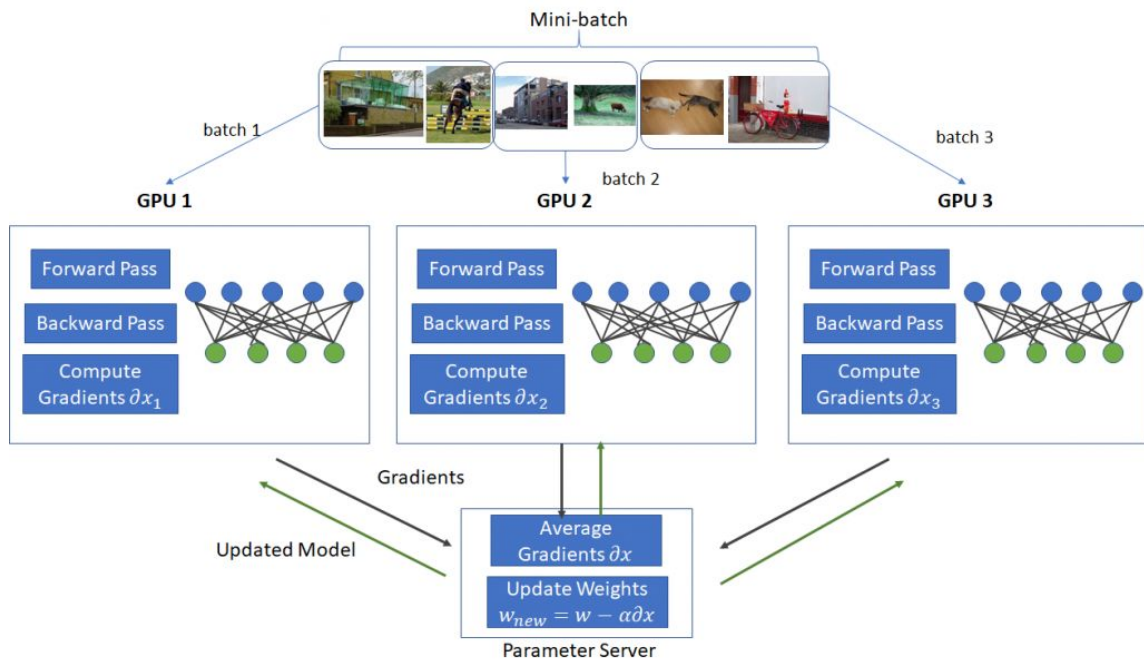 Mini-batch
batch 1
batch 2
batch 3
GPU 1
GPU 2
GPU 3
Forward Pass
Backward Pass
Compute
Gradients ∂x₁
Forward Pass
Backward Pass
Compute
Gradients ∂x₂
Forward Pass
Backward Pass
Compute
Gradients ∂x₃
Gradients
Updated Model
Average
Gradients ∂x
Update Weights
w_new = w − α∂x
Parameter Server